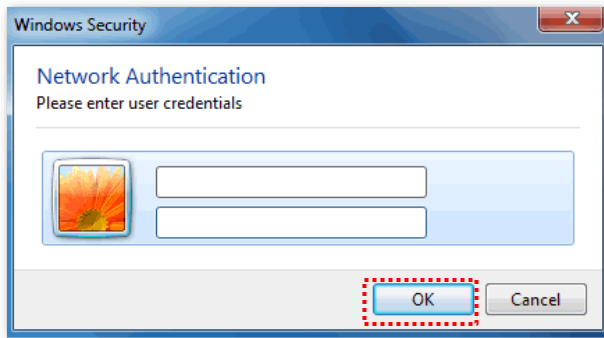 Windows Security
Network Authentication
Please enter user credentials
OK
Cancel